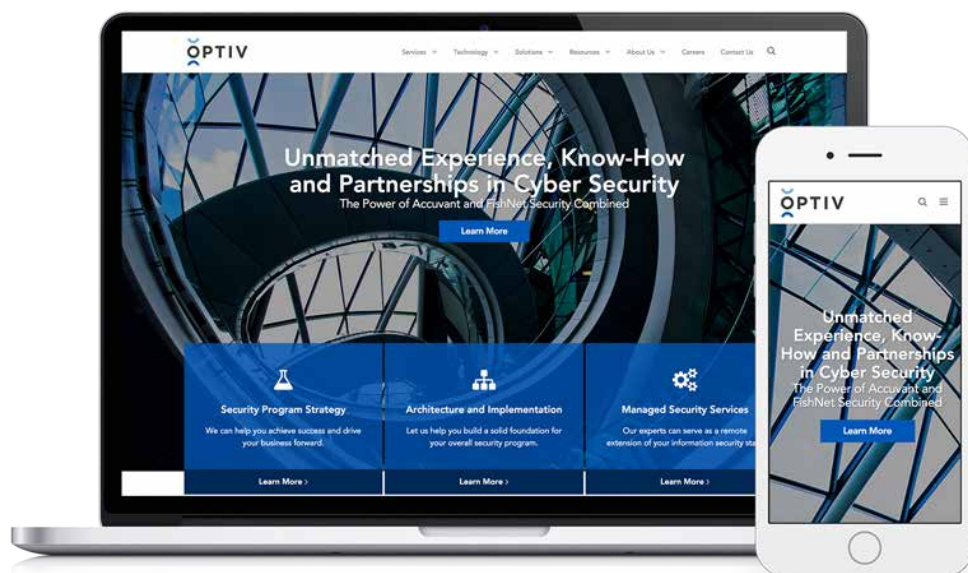 OPTIV
Services Technology Solutions Resources About Us Careers Contact Us
Unmatched Experience, Know-How
and Partnerships in Cyber Security
The Power of Accuvant and FishNet Security Combined
Learn More
Security Program Strategy
We can help you achieve success and drive
your business forward.
Learn More >
Architecture and Implementation
Let us help you build a solid foundation for
your overall security program.
Learn More >
Managed Security Services
Our experts can serve as a remote
extension of your information security sta
Learn More >
OPTIV
Unmatched
Experience, Know-
How and Partnerships
in Cyber Security
The Power of Accuvant and
FishNet Security Combined
Learn More